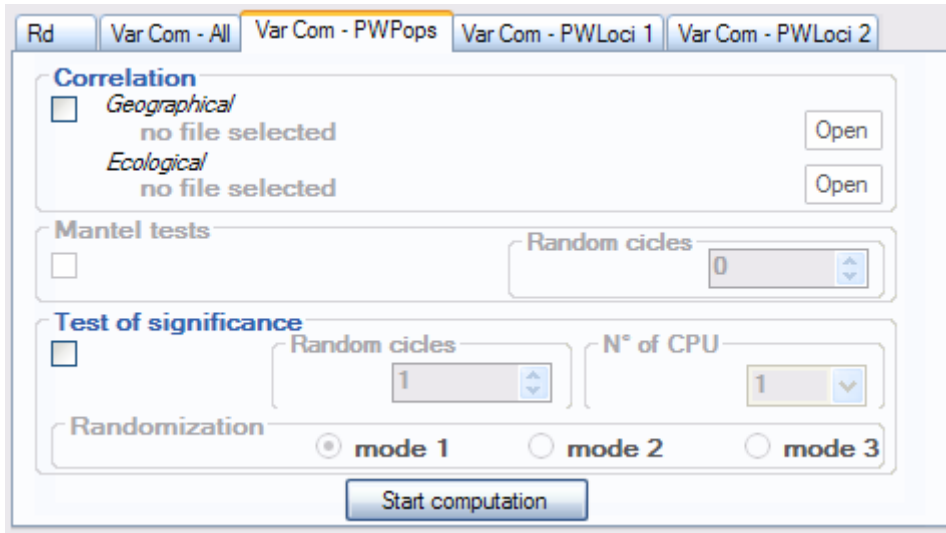 Rd Var Com - All Var Com - PWPops Var Com - PWLoci 1 Var Com - PWLoci 2
Correlation
Geographical
no file selected Open
Ecological
no file selected Open
Mantel tests
Random cicles
0
Test of significance
Random cicles N° of CPU
1 1
Randomization
mode 1 mode 2 mode 3
Start computation